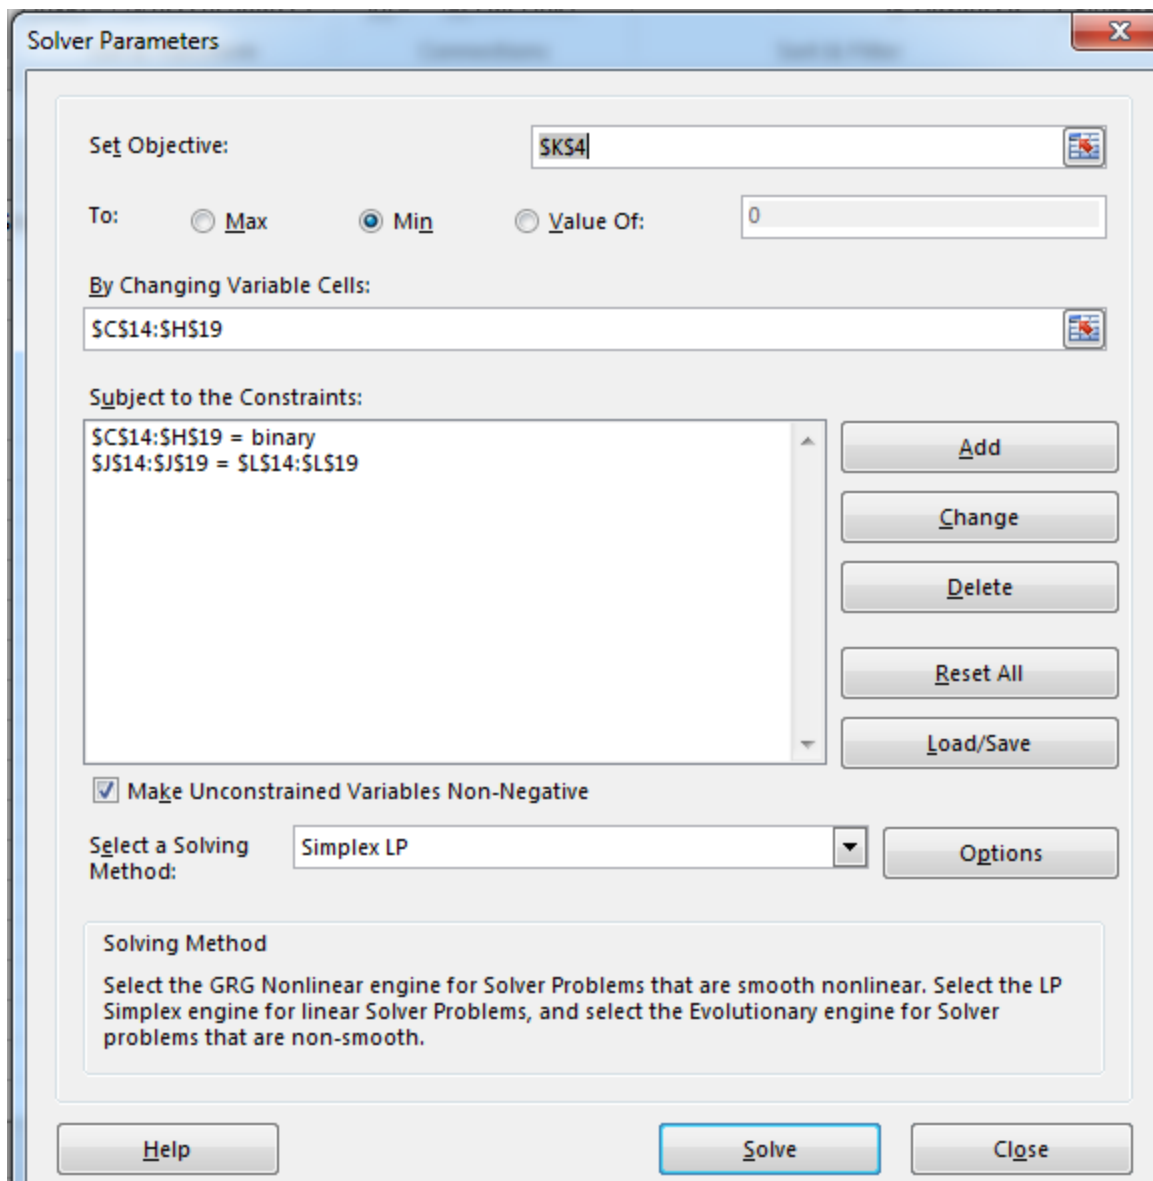 Solver Parameters
Set Objective:
$K$4
To:
Max
Min
Value Of:
0
By Changing Variable Cells:
$C$14:$H$19
Subject to the Constraints:
$C$14:$H$19 = binary
$J$14:$J$19 = $L$14:$L$19
Add
Change
Delete
Reset All
Load/Save
Make Unconstrained Variables Non-Negative
Select a Solving
Method:
Simplex LP
Options
Solving Method
Select the GRG Nonlinear engine for Solver Problems that are smooth nonlinear. Select the LP
Simplex engine for linear Solver Problems, and select the Evolutionary engine for Solver
problems that are non-smooth.
Help
Solve
Close